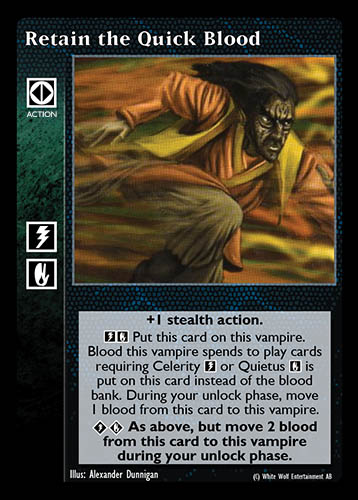 Retain the Quick Blood
ACTION
+1 stealth action.
Put this card on this vampire.
Blood this vampire spends to play cards
requiring Celerity or Quietus is
put on this card instead of the blood
bank. During your unlock phase, move
1 blood from this card to this vampire.
As above, but move 2 blood
from this card to this vampire
during your unlock phase.
Illus: Alexander Dunnigan
(C) White Wolf Entertainment AB